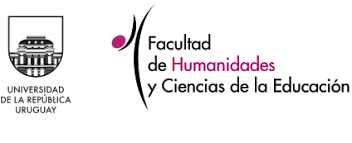 UNIVERSIDAD
DE LA REPÚBLICA
URUGUAY
Facultad
de Humanidades
y Ciencias de la Educación